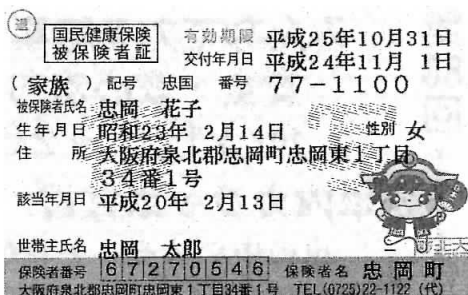 退
国民健康保険
被保険者証
有効期限 平成25年10月31日
交付年月日 平成24年11月 1日
(家族) 記号 忠国 番号 77-1100
被保険者氏名 忠岡 花子
生年月日 昭和23年 2月14日 性別 女
住所 大阪府泉北郡忠岡町忠岡東1丁目
34番1号
該当年月日 平成20年 2月13日
世帯主氏名 忠岡 太郎
保険者番号 67270546 保険者名 忠岡町
大阪府泉北郡忠岡町忠岡東1丁目34番1号 TEL(0725)22-1122 (代)